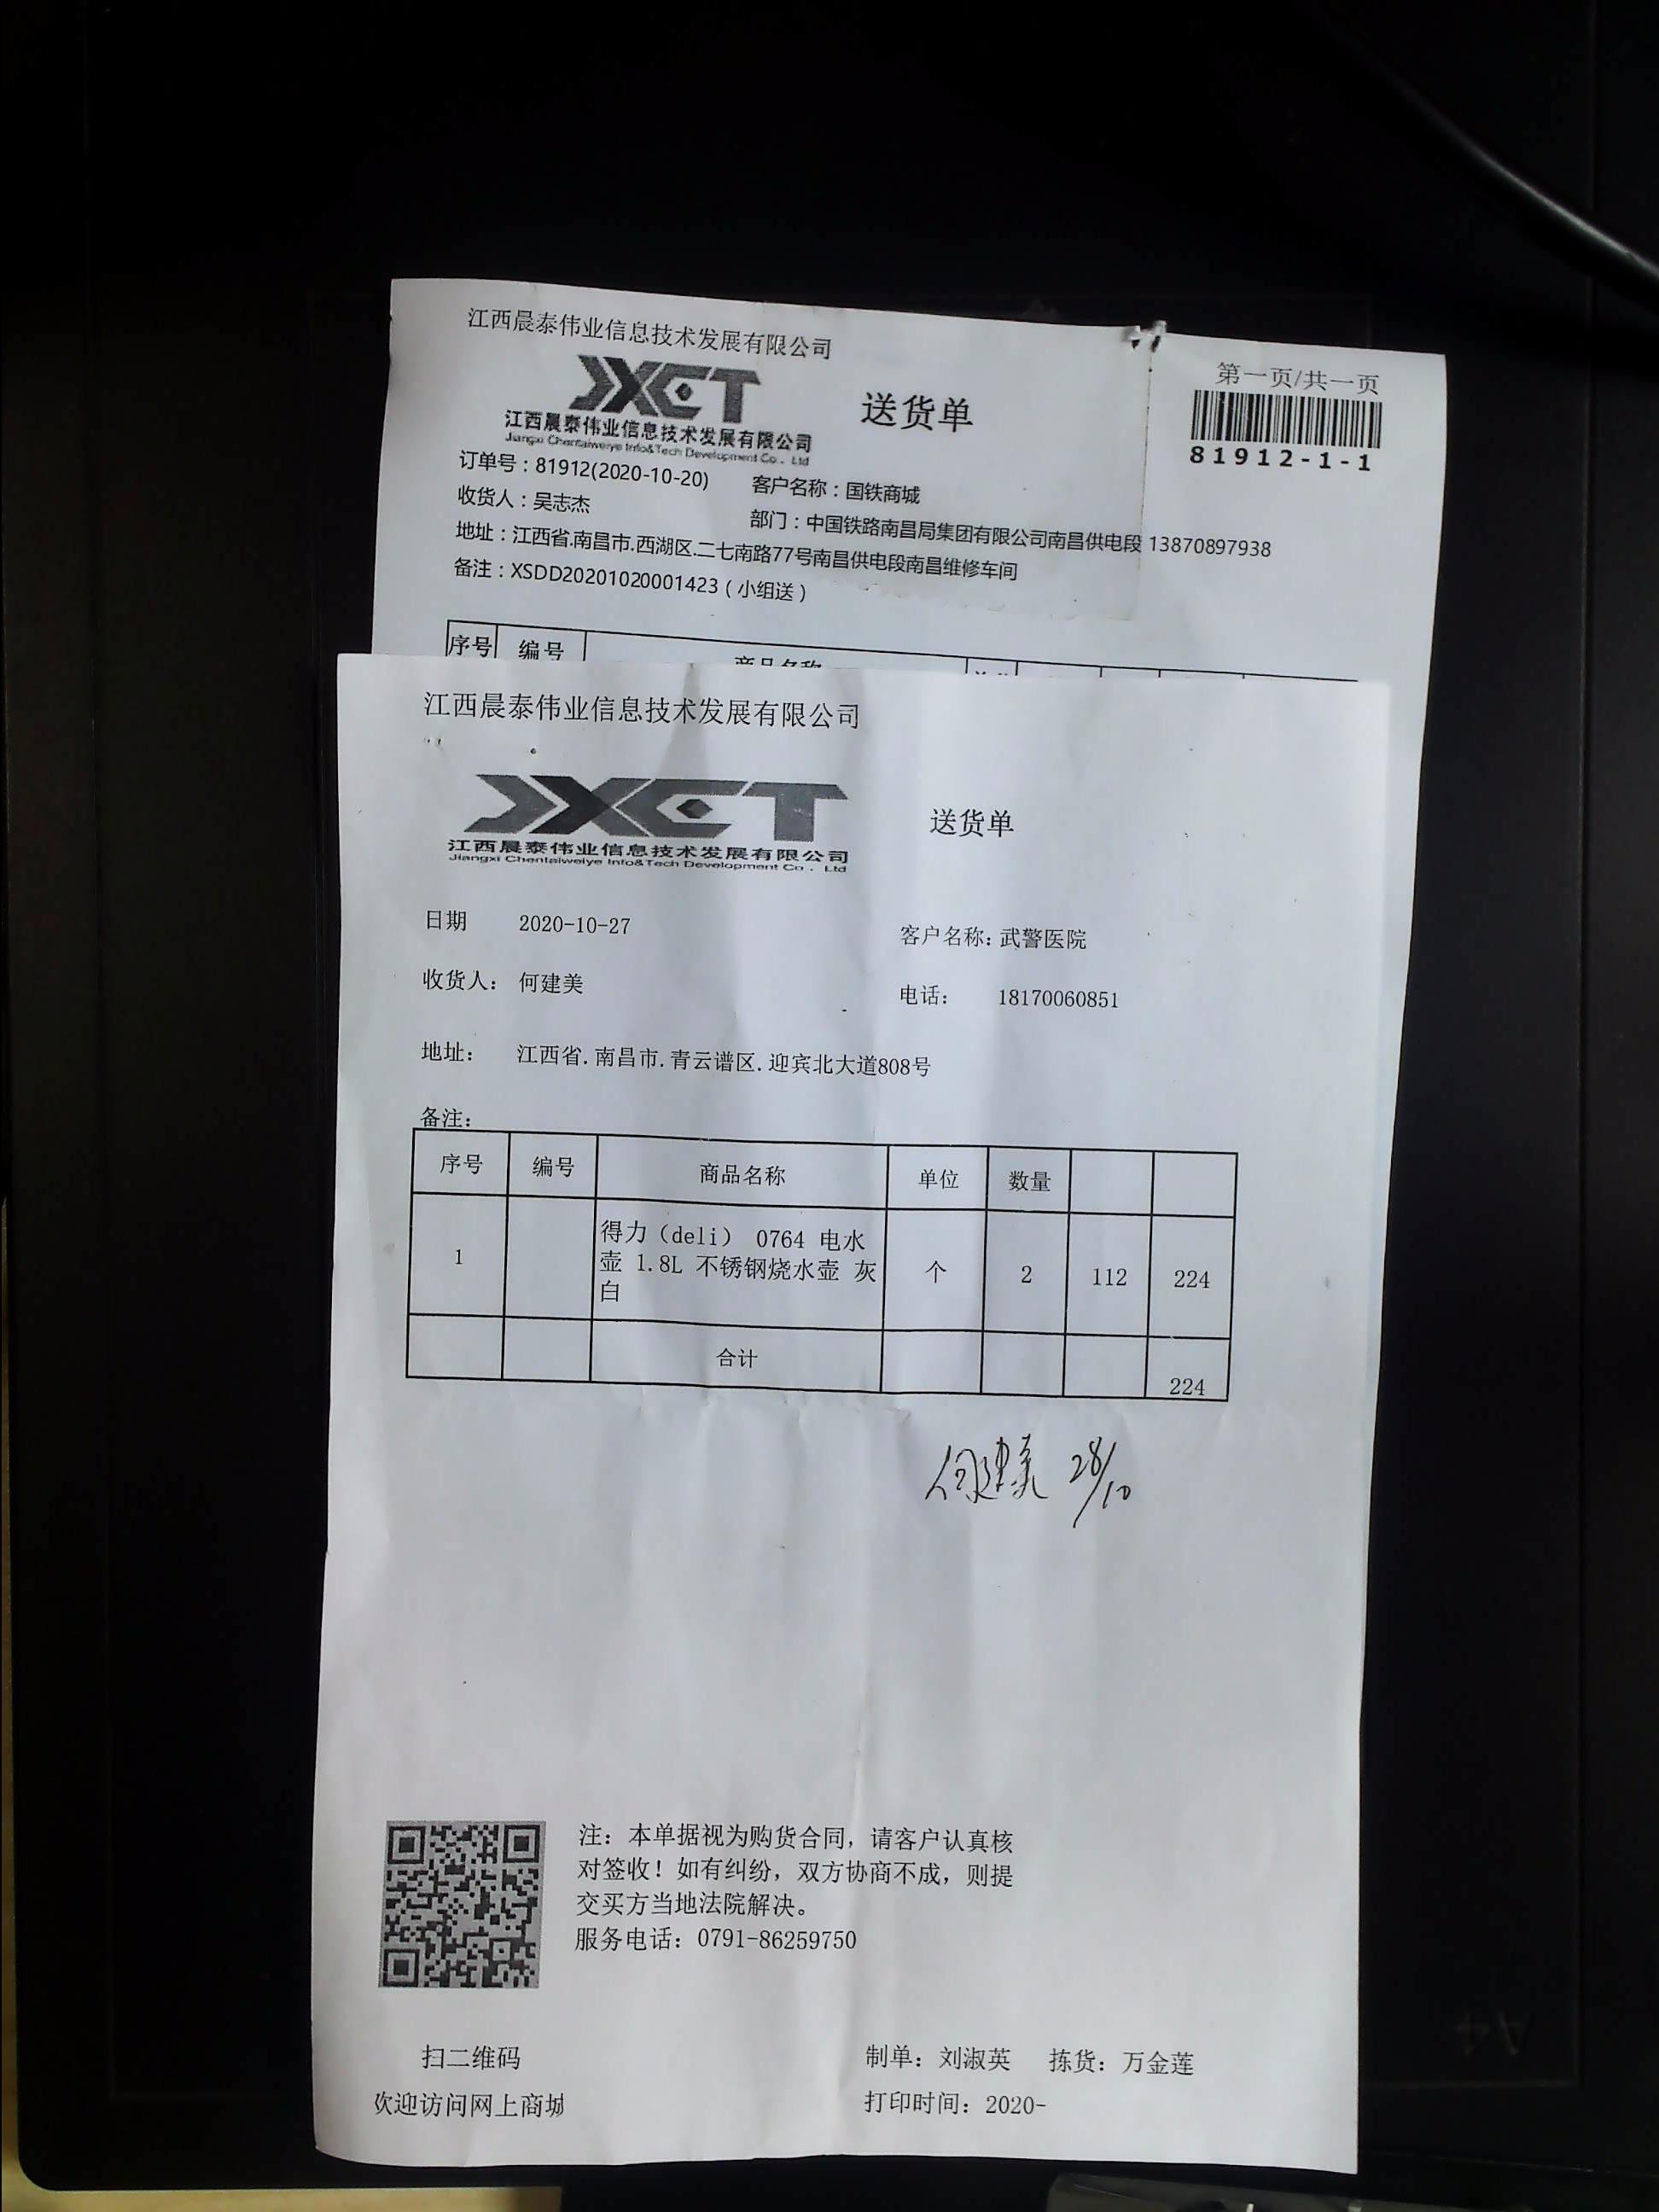 江西晨泰伟业信息技术发展有限公司
第一页/共一页
JXCT
送货单
江西晨泰伟业信息技术发展有限公司
Jiangxi Chentaiweiye Info&Tech Development Co., Ltd
81912-1-1
订单号：81912(2020-10-20) 客户名称：国铁商城
收货人：吴志杰 部门：中国铁路南昌局集团有限公司南昌供电段 13870897938
地址：江西省.南昌市.西湖区.二七南路77号南昌供电段南昌维修车间
备注：XSDD20201020001423（小组送）
序号 编号 商品名称
江西晨泰伟业信息技术发展有限公司
JXCT
送货单
江西晨泰伟业信息技术发展有限公司
Jiangxi Chentaiweiye Info&Tech Development Co., Ltd
日期 2020-10-27 客户名称：武警医院
收货人：何建美 电话：18170060851
地址：江西省.南昌市.青云谱区.迎宾北大道808号
备注：
序号 编号 商品名称 单位 数量
1 得力（deli） 0764 电水壶 1.8L 不锈钢烧水壶 灰白 个 2 112 224
合计 224
何建美 28/10
注：本单据视为购货合同，请客户认真核
对签收！如有纠纷，双方协商不成，则提
交买方当地法院解决。
服务电话：0791-86259750
扫二维码
欢迎访问网上商城
制单：刘淑英 拣货：万金莲
打印时间：2020-
A4